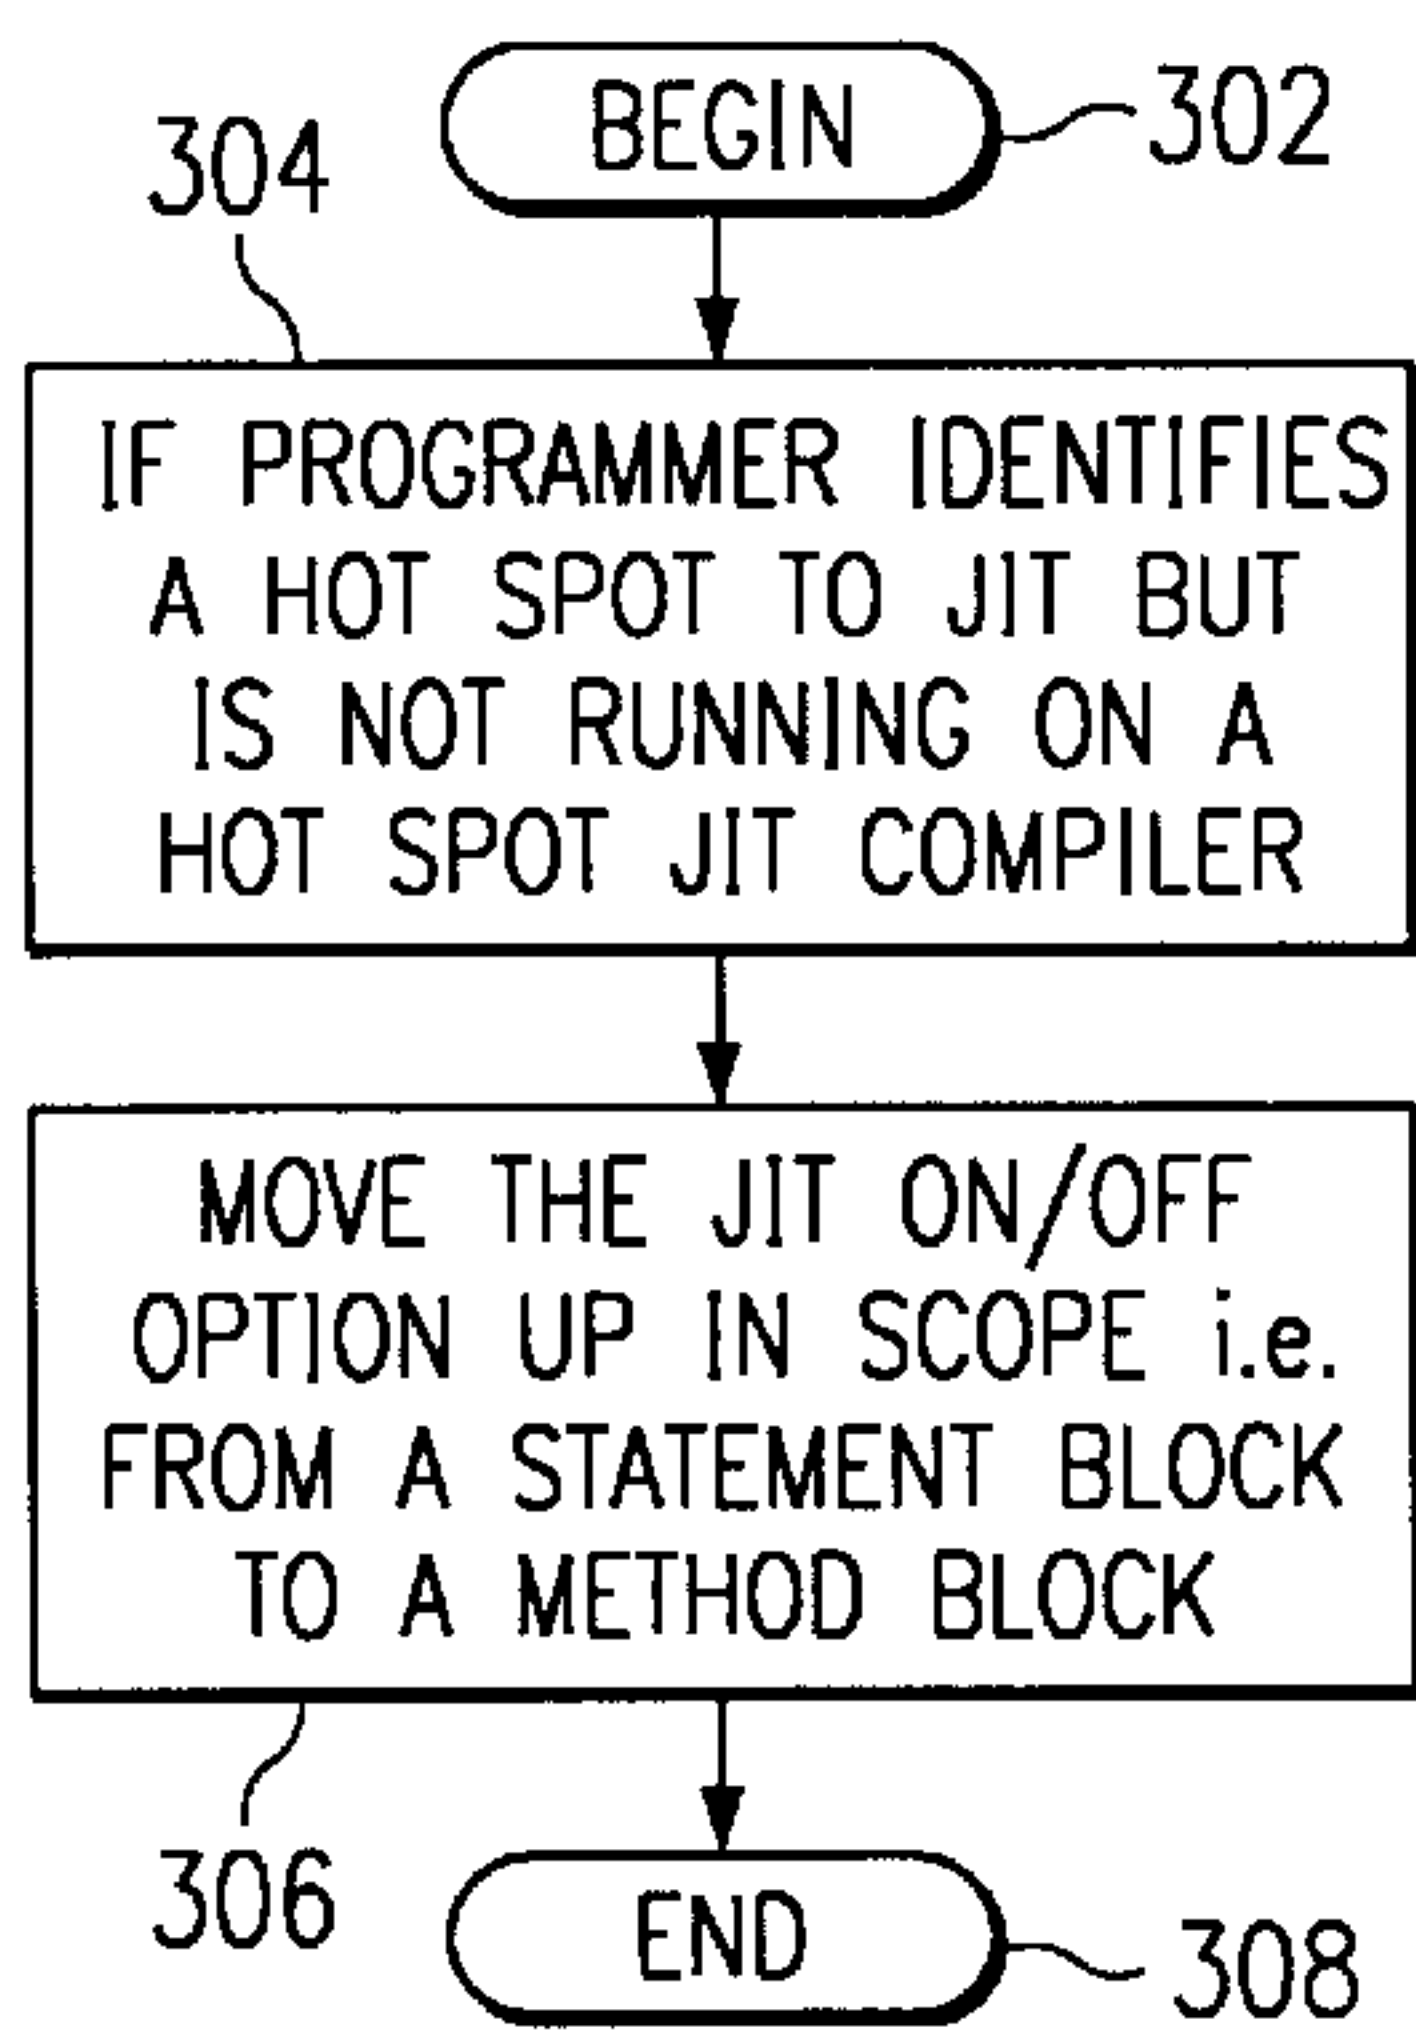 BEGIN
302
304
IF PROGRAMMER IDENTIFIES
A HOT SPOT TO JIT BUT
IS NOT RUNNING ON A
HOT SPOT JIT COMPILER
MOVE THE JIT ON/OFF
OPTION UP IN SCOPE i.e.
FROM A STATEMENT BLOCK
TO A METHOD BLOCK
306
END
308